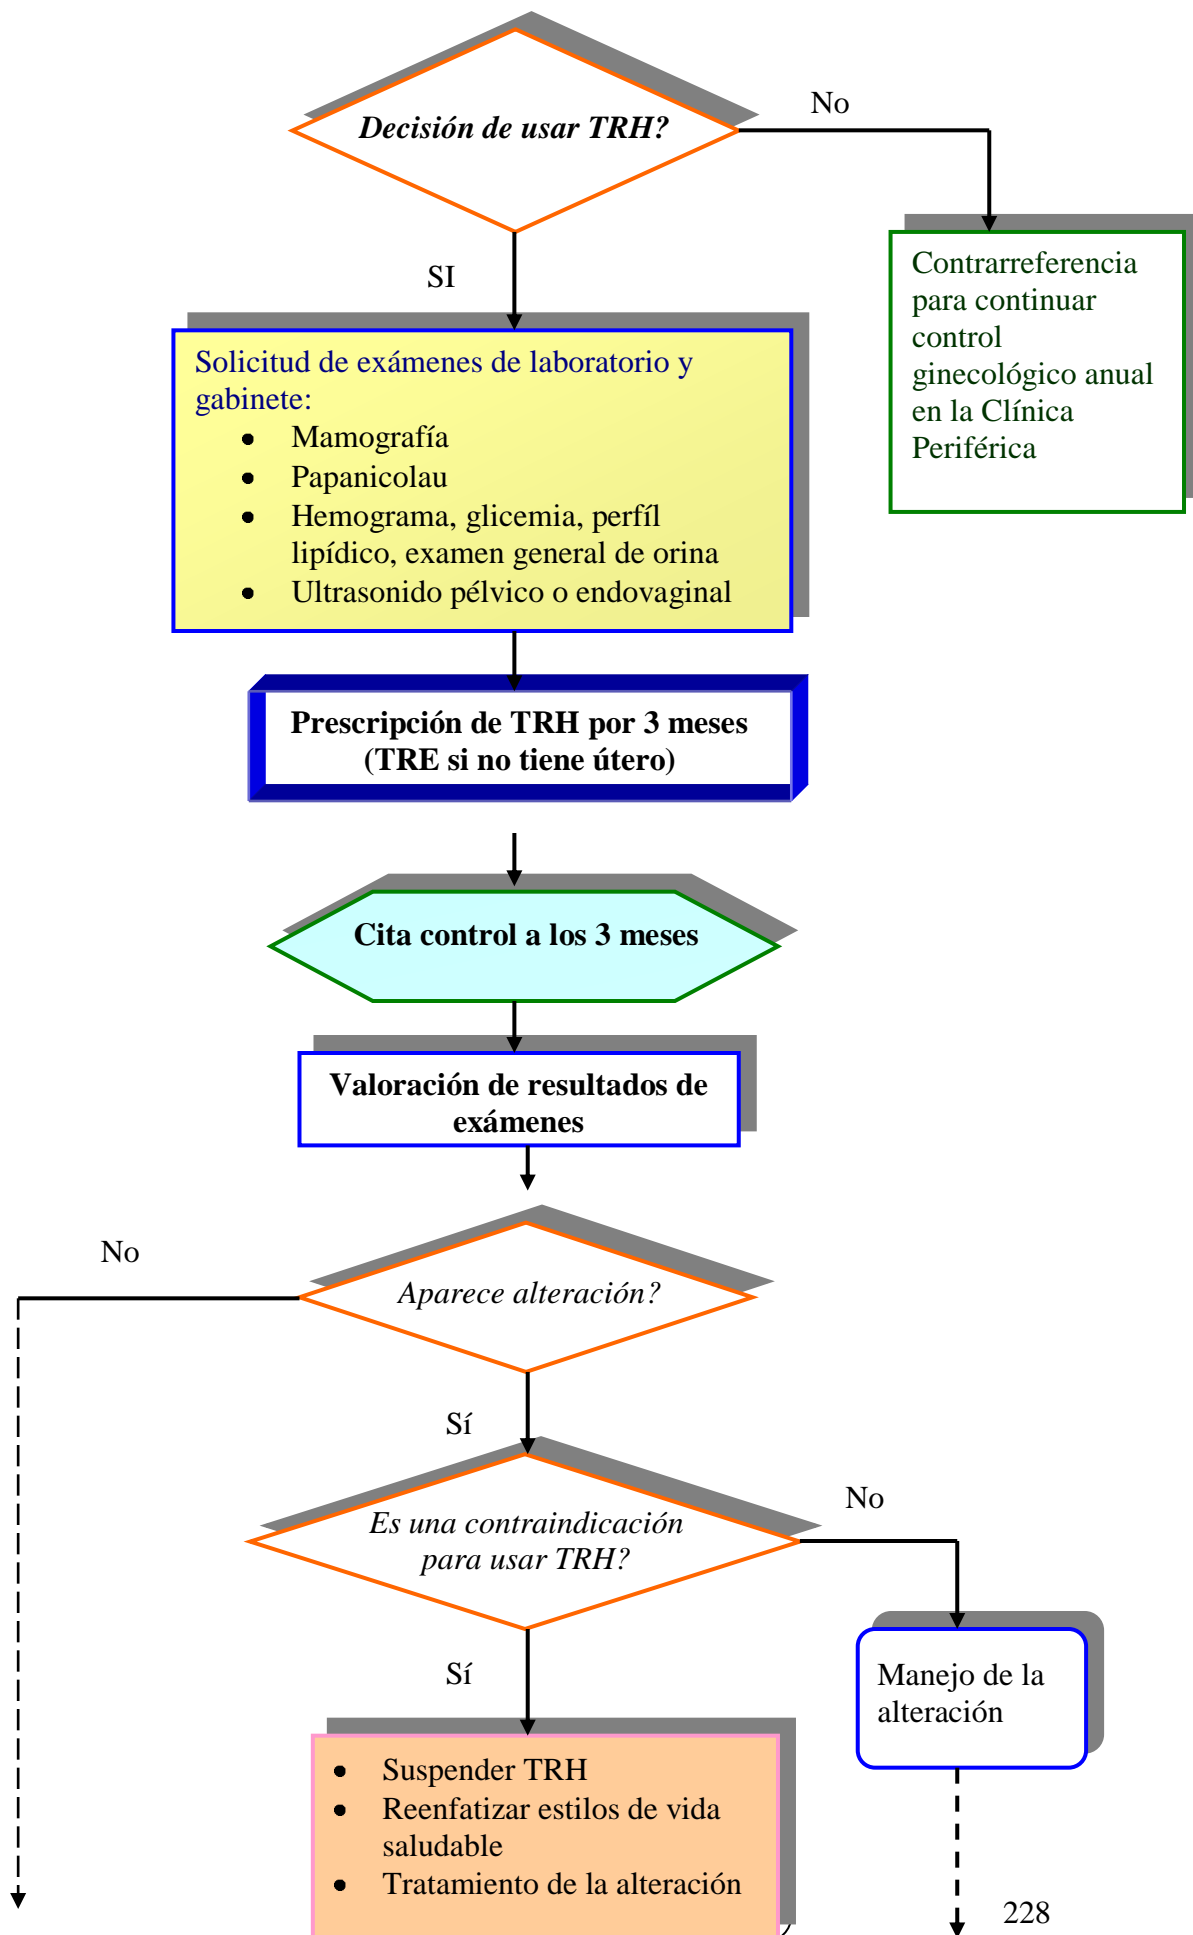 Decisión de usar TRH?
No
SI
Contrarreferencia
para continuar
control
ginecológico anual
en la Clínica
Periférica
Solicitud de exámenes de laboratorio y
gabinete:
• Mamografía
• Papanicolau
• Hemograma, glicemia, perfíl
lipídico, examen general de orina
• Ultrasonido pélvico o endovaginal
Prescripción de TRH por 3 meses
(TRE si no tiene útero)
Cita control a los 3 meses
Valoración de resultados de
exámenes
No
Aparece alteración?
Sí
Es una contraindicación
para usar TRH?
No
Sí
Manejo de la
alteración
• Suspender TRH
• Reenfatizar estilos de vida
saludable
• Tratamiento de la alteración
228